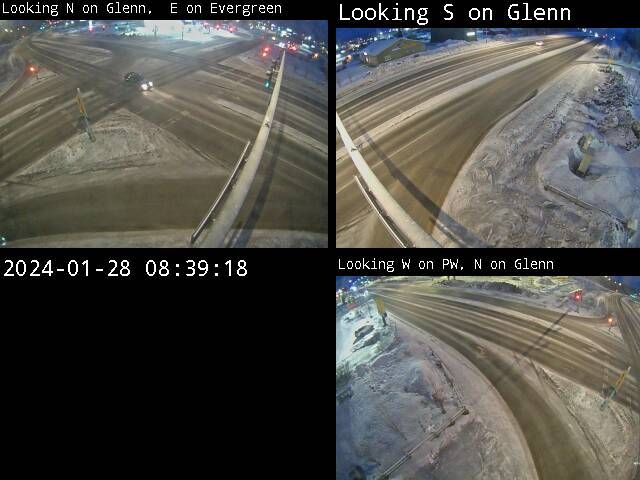 Looking N on Glenn, E on Evergreen
Looking S on Glenn
2024-01-28 08:39:18
Looking W on PW, N on Glenn